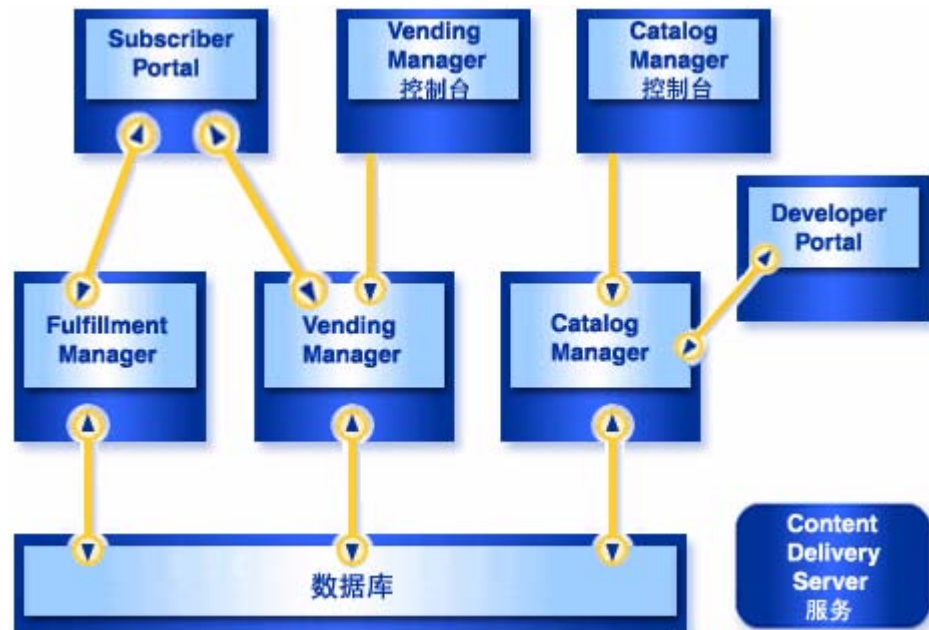 Subscriber
Portal
Vending
Manager
控制台
Catalog
Manager
控制台
Developer
Portal
Fulfillment
Manager
Vending
Manager
Catalog
Manager
数据库
Content
Delivery
Server
服务